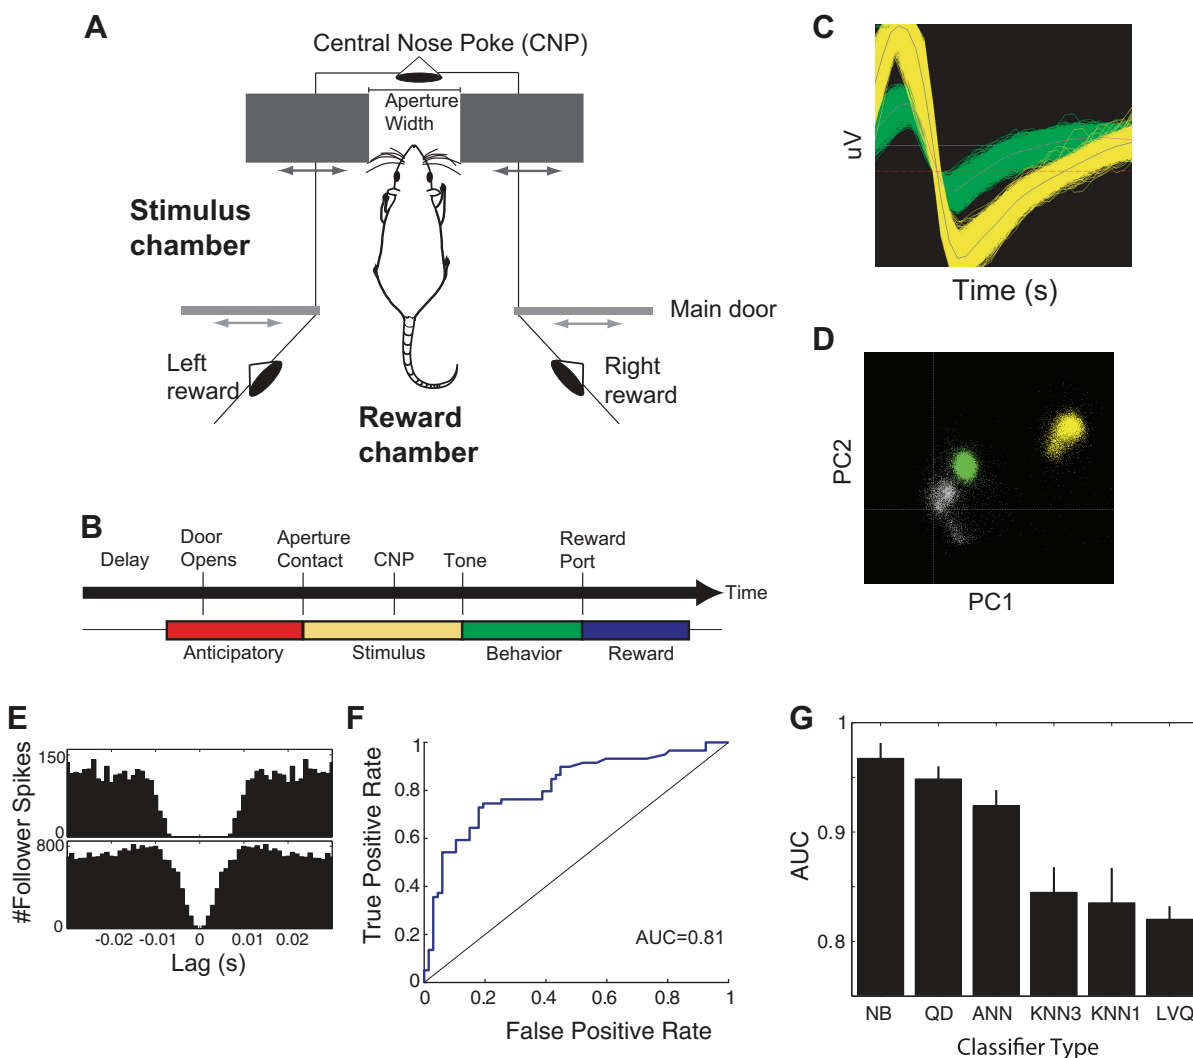 A
Central Nose Poke (CNP)
Aperture
Width
Stimulus
chamber
Main door
Left
reward
Right
reward
Reward
chamber
B
Delay
Door
Opens
Aperture
Contact
CNP
Tone
Reward
Port
Time
Anticipatory
Stimulus
Behavior
Reward
C
uV
Time (s)
D
PC2
PC1
E
#Follower Spikes
150
0
800
0
-0.02 -0.01 0 0.01 0.02
Lag (s)
F
True Positive Rate
1
0.8
0.6
0.4
0.2
0
AUC=0.81
0 0.2 0.4 0.6 0.8 1
False Positive Rate
G
AUC
1
0.9
0.8
NB QD ANN KNN3 KNN1 LVQ
Classifier Type